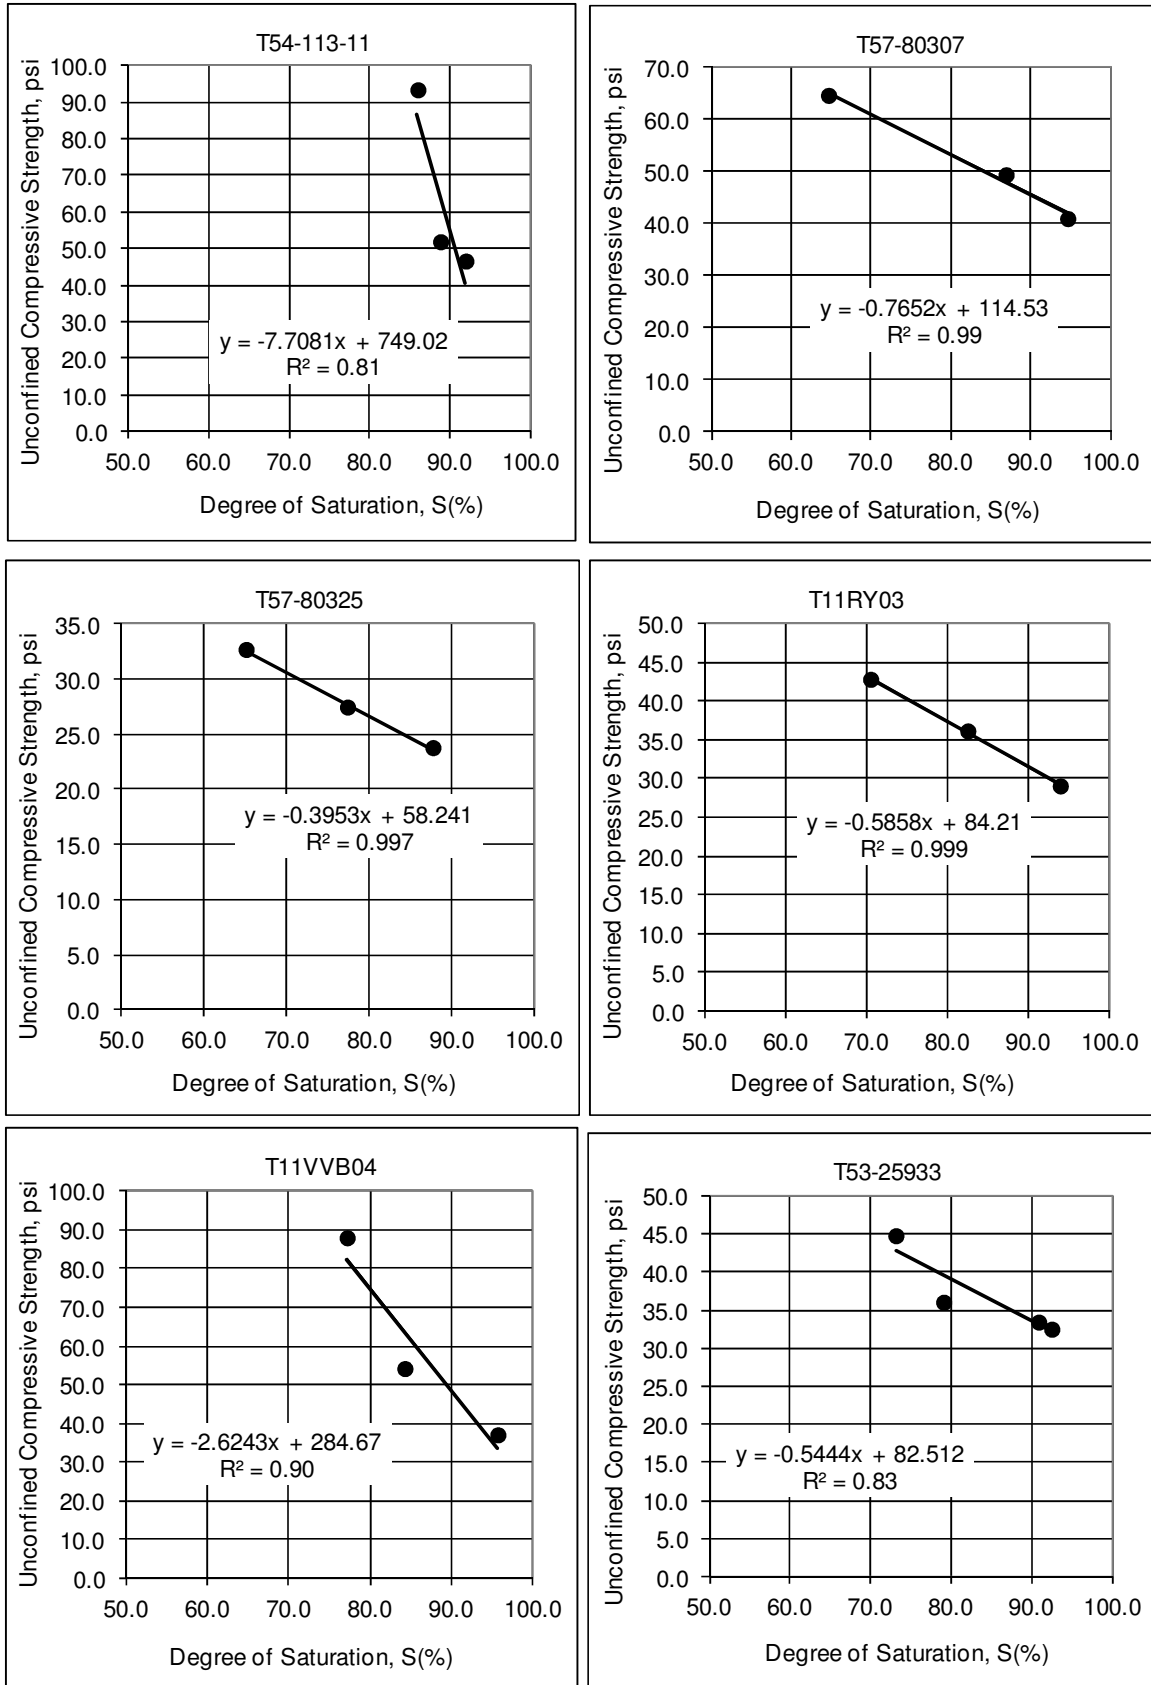 T54-113-11
Unconfined Compressive Strength, psi
100.0
90.0
80.0
70.0
60.0
50.0
40.0
30.0
20.0
10.0
0.0
y = -7.7081x + 749.02
R² = 0.81
50.0 60.0 70.0 80.0 90.0 100.0
Degree of Saturation, S(%)
T57-80307
Unconfined Compressive Strength, psi
70.0
60.0
50.0
40.0
30.0
20.0
10.0
0.0
y = -0.7652x + 114.53
R² = 0.99
50.0 60.0 70.0 80.0 90.0 100.0
Degree of Saturation, S(%)
T57-80325
Unconfined Compressive Strength, psi
35.0
30.0
25.0
20.0
15.0
10.0
5.0
0.0
y = -0.3953x + 58.241
R² = 0.997
50.0 60.0 70.0 80.0 90.0 100.0
Degree of Saturation, S(%)
T11RY03
Unconfined Compressive Strength, psi
50.0
45.0
40.0
35.0
30.0
25.0
20.0
15.0
10.0
5.0
0.0
y = -0.5858x + 84.21
R² = 0.999
50.0 60.0 70.0 80.0 90.0 100.0
Degree of Saturation, S(%)
T11VVB04
Unconfined Compressive Strength, psi
100.0
90.0
80.0
70.0
60.0
50.0
40.0
30.0
20.0
10.0
0.0
y = -2.6243x + 284.67
R² = 0.90
50.0 60.0 70.0 80.0 90.0 100.0
Degree of Saturation, S(%)
T53-25933
Unconfined Compressive Strength, psi
50.0
45.0
40.0
35.0
30.0
25.0
20.0
15.0
10.0
5.0
0.0
y = -0.5444x + 82.512
R² = 0.83
50.0 60.0 70.0 80.0 90.0 100.0
Degree of Saturation, S(%)